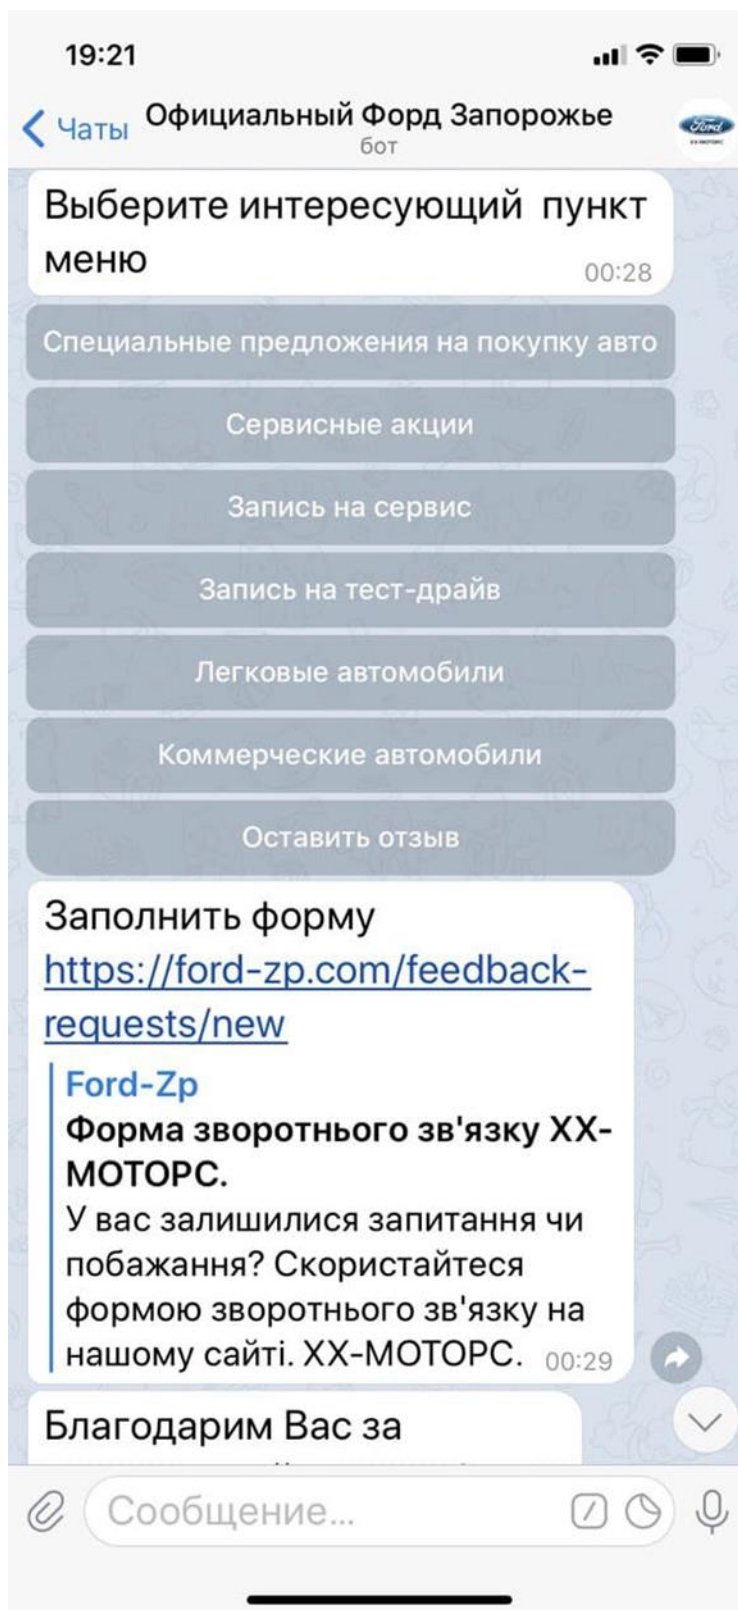 19:21
Чаты
Официальный Форд Запорожье
бот
Ford
Выберите интересующий пункт
меню
00:28
Специальные предложения на покупку авто
Сервисные акции
Запись на сервис
Запись на тест-драйв
Легковые автомобили
Коммерческие автомобили
Оставить отзыв
Заполнить форму
https://ford-zp.com/feedback-
requests/new
Ford-Zp
Форма зворотнього зв'язку ХХ-
МОТОРС.
У вас залишилися запитання чи
побажання? Скористайтеся
формою зворотнього зв'язку на
нашому сайті. ХХ-МОТОРС.
00:29
Благодарим Вас за
Сообщение...